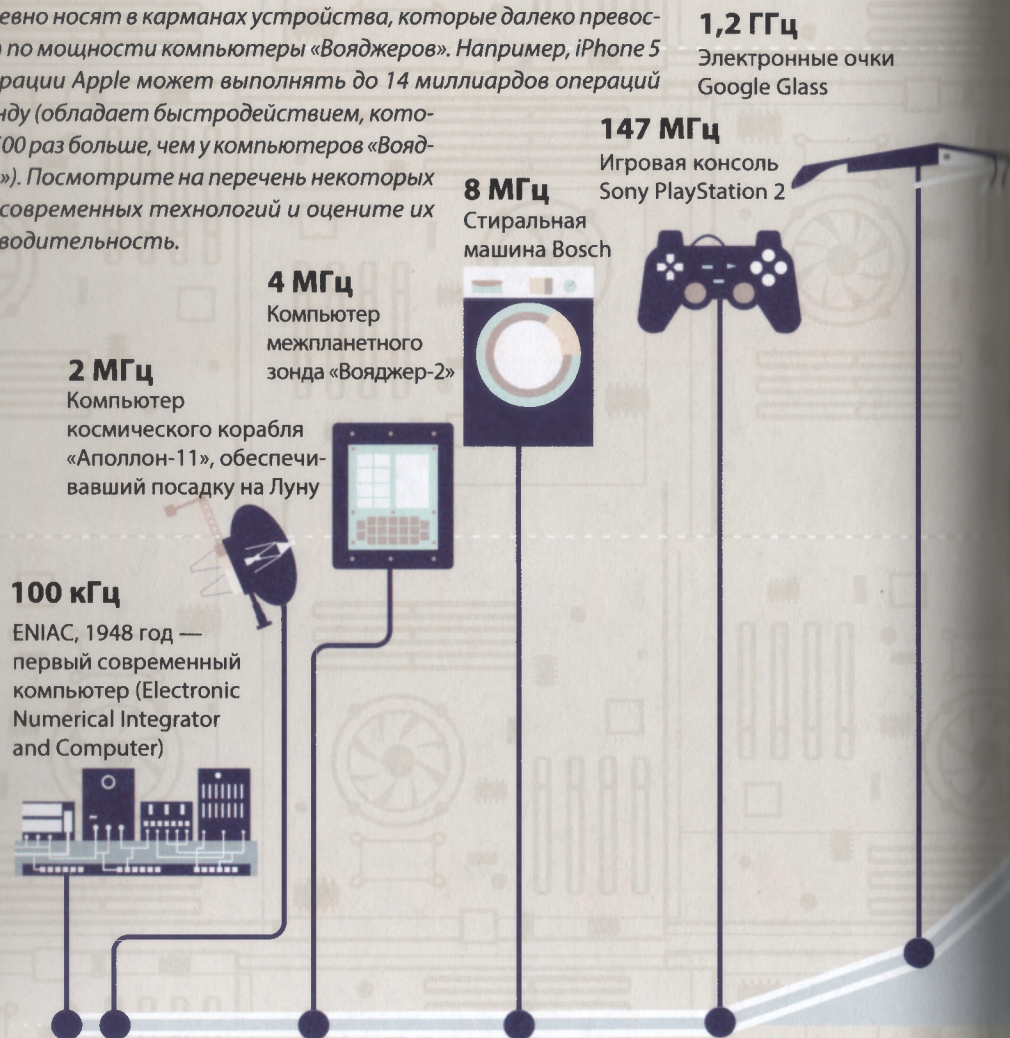 евно носят в карманах устройства, которые далеко превос-
по мощности компьютеры «Вояджеров». Например, iPhone 5
рации Apple может выполнять до 14 миллиардов операций
нду (обладает быстродействием, кото-
00 раз больше, чем у компьютеров «Вояд-
»). Посмотрите на перечень некоторых
современных технологий и оцените их
водительность.
1,2 ГГц
Электронные очки
Google Glass
147 МГц
Игровая консоль
Sony PlayStation 2
8 МГц
Стиральная
машина Bosch
4 МГц
Компьютер
межпланетного
зонда «Вояджер-2»
2 МГц
Компьютер
космического корабля
«Аполлон-11», обеспечи-
вавший посадку на Луну
100 кГц
ENIAC, 1948 год —
первый современный
компьютер (Electronic
Numerical Integrator
and Computer)